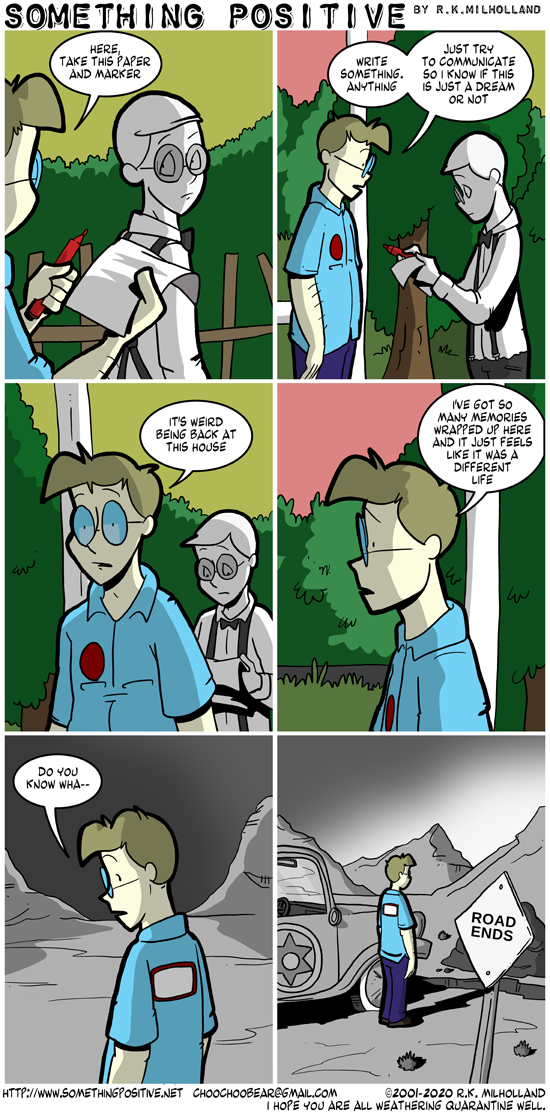 SOMETHING POSITIVE BY R.K.MILHOLLAND
HERE,
TAKE THIS PAPER
AND MARKER
WRITE
SOMETHING.
ANYTHING
JUST TRY
TO COMMUNICATE
SO I KNOW IF THIS
IS JUST A DREAM
OR NOT
IT'S WEIRD
BEING BACK AT
THIS HOUSE
I'VE GOT SO
MANY MEMORIES
WRAPPED UP HERE
AND IT JUST FEELS
LIKE IT WAS A
DIFFERENT
LIFE
DO YOU
KNOW WHA--
ROAD
ENDS
HTTP://WWW.SOMETHINGPOSITIVE.NET CHOOCHOOBEAR@GMAIL.COM ©2001-2020 R.K. MILHOLLAND
I HOPE YOU ARE ALL WEATHERING QUARANTINE WELL.